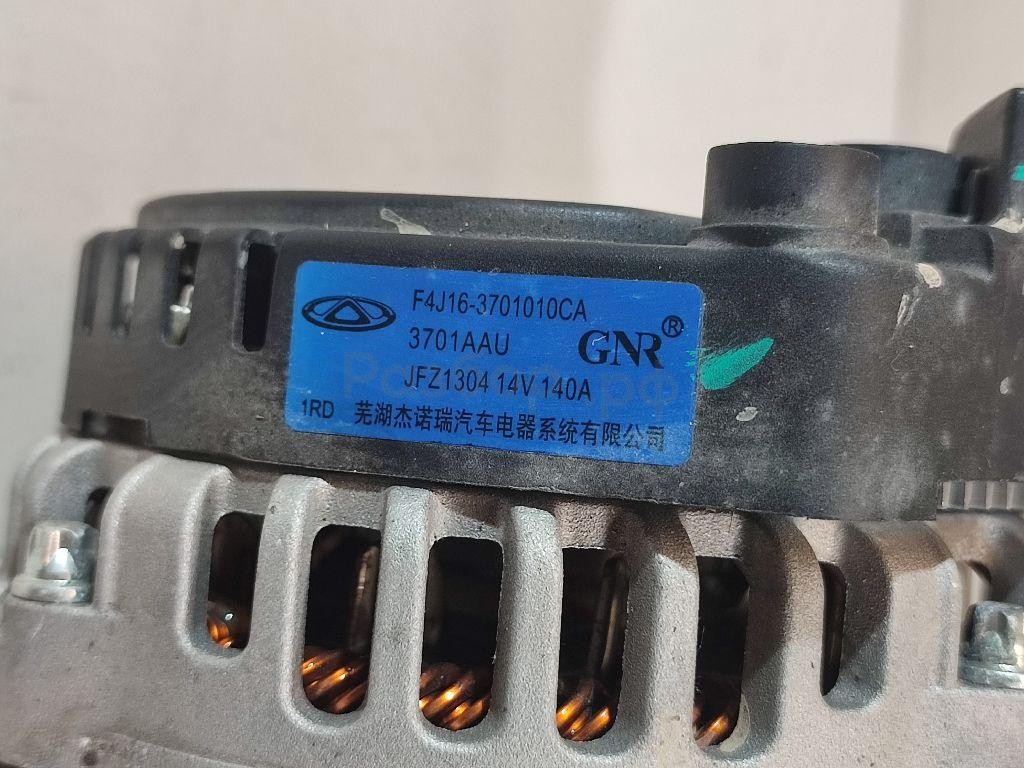 F4J16-3701010CA
3701AAU
GNR®
JFZ1304 14V 140A
1RD 芜湖杰诺瑞汽车电器系统有限公司